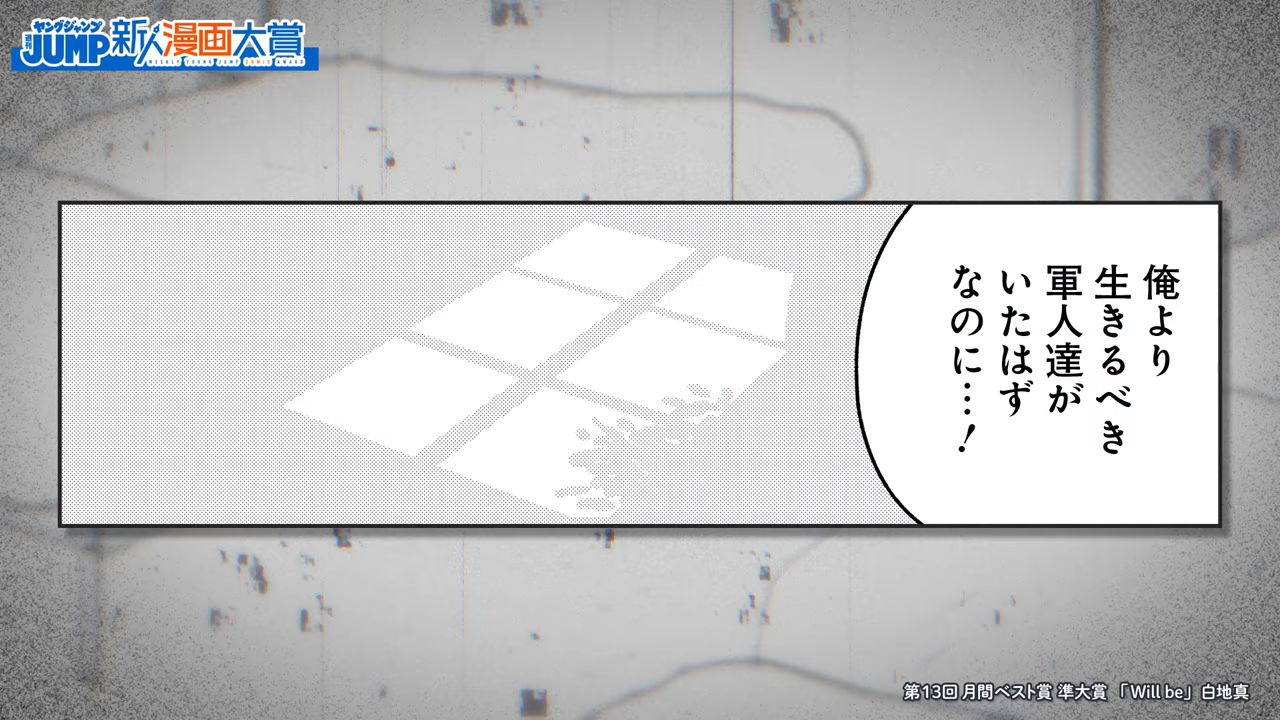 ヤングジャンプ
週刊
JUMP新人漫画大賞
WEEKLY YOUNG JUMP COMIC AWARD
俺より
生きるべき
軍人達が
いたはず
なのに…！
第13回 月間ベスト賞 準大賞 「Will be」 白地真